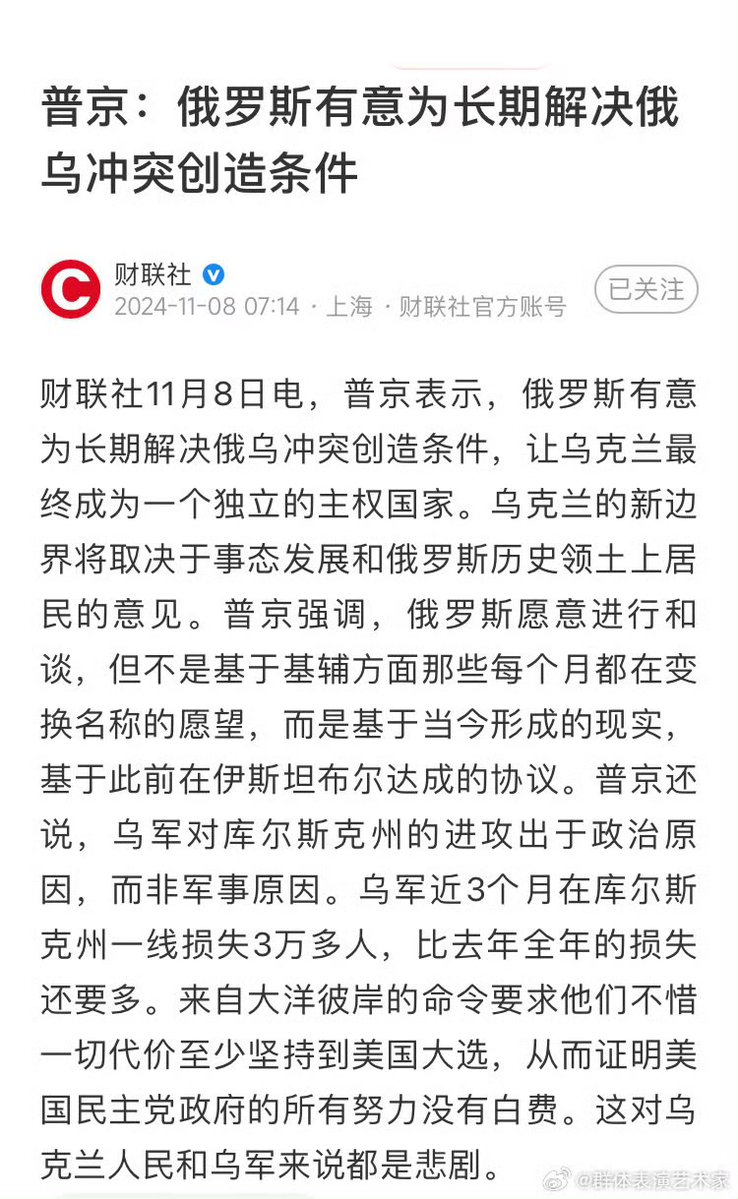 普京：俄罗斯有意为长期解决俄
乌冲突创造条件
C
财联社
已关注
2024-11-08 07:14 · 上海 · 财联社官方账号
财联社11月8日电，普京表示，俄罗斯有意
为长期解决俄乌冲突创造条件，让乌克兰最
终成为一个独立的主权国家。乌克兰的新边
界将取决于事态发展和俄罗斯历史领土上居
民的意见。普京强调，俄罗斯愿意进行和
谈，但不是基于基辅方面那些每个月都在变
换名称的愿望，而是基于当今形成的现实，
基于此前在伊斯坦布尔达成的协议。普京还
说，乌军对库尔斯克州的进攻出于政治原
因，而非军事原因。乌军近3个月在库尔斯
克州一线损失3万多人，比去年全年的损失
还要多。来自大洋彼岸的命令要求他们不惜
一切代价至少坚持到美国大选，从而证明美
国民主党政府的所有努力没有白费。这对乌
克兰人民和乌军来说都是悲剧。
@群体表演艺术家